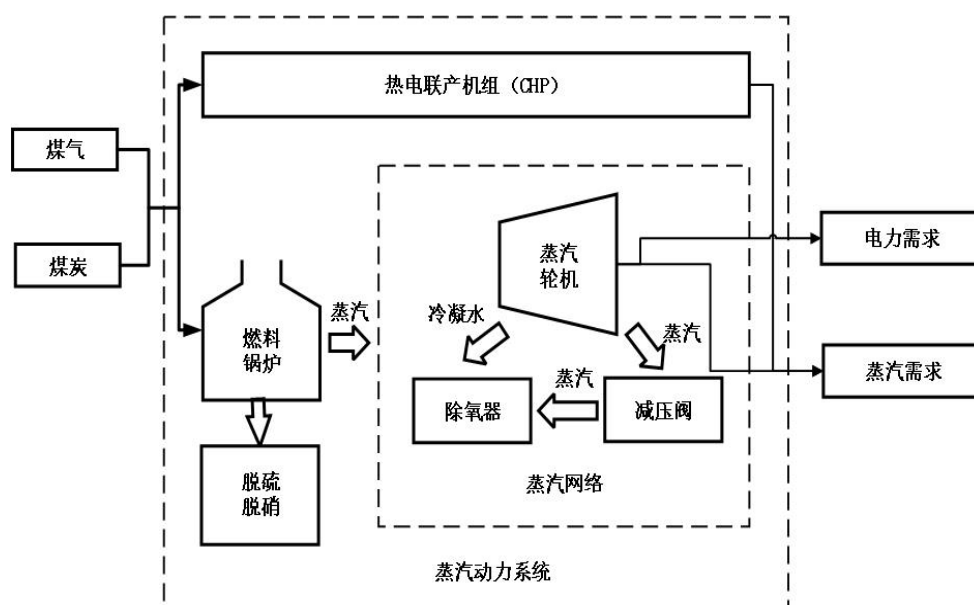 热电联产机组（CHP）
煤气
煤炭
蒸汽
轮机
电力需求
燃料
锅炉
蒸汽
冷凝水
蒸汽
蒸汽
蒸汽需求
除氧器
减压阀
脱硫
脱硝
蒸汽网络
蒸汽动力系统